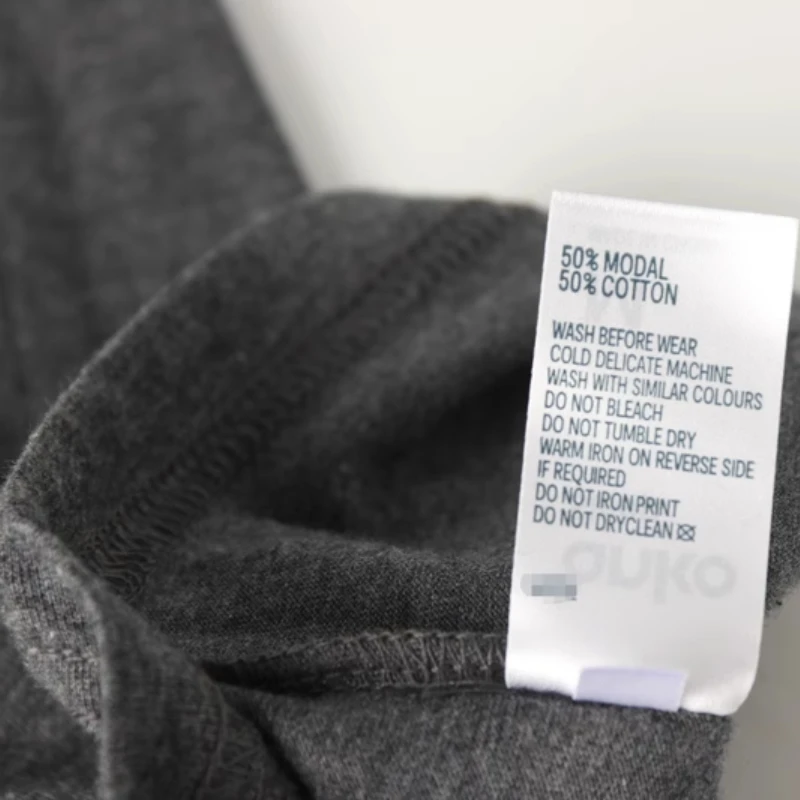 50% MODAL
50% COTTON
WASH BEFORE WEAR
COLD DELICATE MACHINE
WASH WITH SIMILAR COLOURS
DO NOT BLEACH
DO NOT TUMBLE DRY
WARM IRON ON REVERSE SIDE
IF REQUIRED
DO NOT IRON PRINT
DO NOT DRYCLEAN